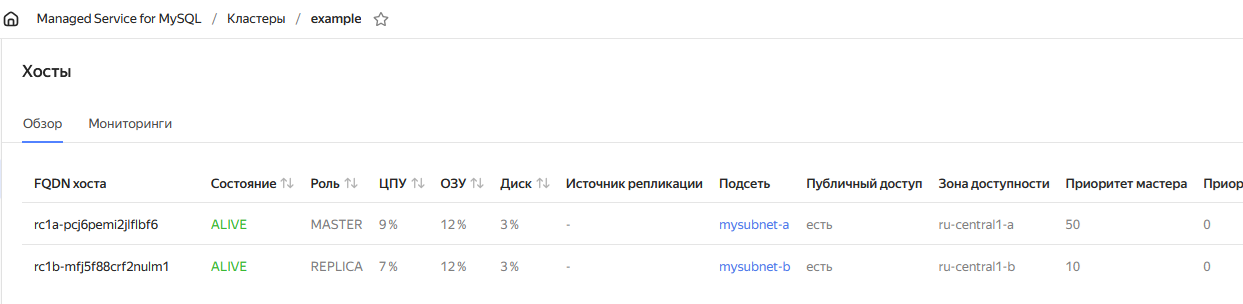 Managed Service for MySQL / Кластеры / example
Хосты
Обзор Мониторинги
FQDN хоста Состояние Роль ЦПУ ОЗУ Диск Источник репликации Подсеть Публичный доступ Зона доступности Приоритет мастера Приор
rc1a-pcj6pemi2jlflbf6 ALIVE MASTER 9 % 12 % 3 % - mysubnet-a есть ru-central1-a 50 0
rc1b-mfj5f88crf2nulm1 ALIVE REPLICA 7 % 12 % 3 % - mysubnet-b есть ru-central1-b 10 0